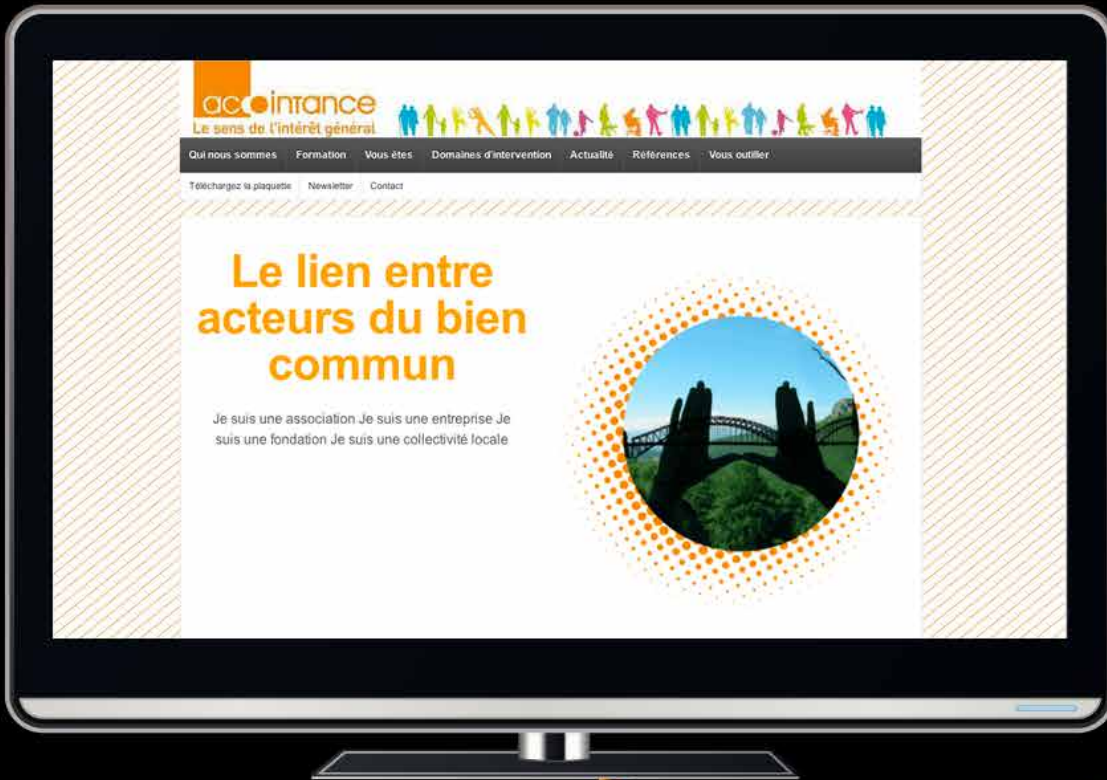 accointance
Le sens de l'intérêt général
Qui nous sommes Formation Vous êtes Domaines d'intervention Actualité Références Vous outiller
Téléchargez la plaquette Newsletter Contact
Le lien entre
acteurs du bien
commun
Je suis une association Je suis une entreprise Je
suis une fondation Je suis une collectivité locale